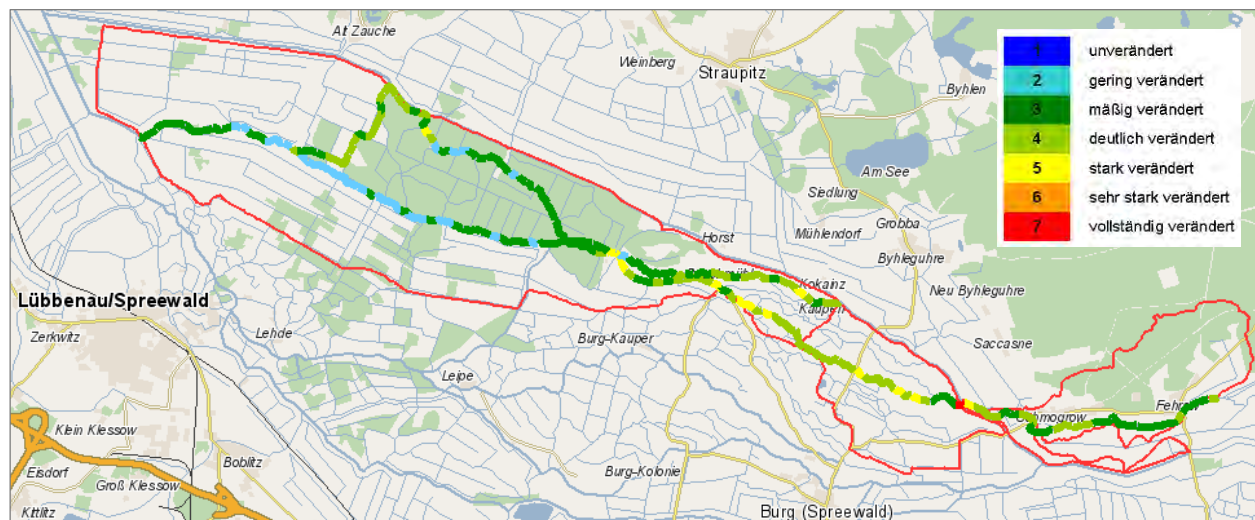 Alt Zauche
Weinberg
Straupitz
Byhlen
1 unverändert
2 gering verändert
3 mäßig verändert
4 deutlich verändert
5 stark verändert
6 sehr stark verändert
7 vollständig verändert
Am See
Siedlung
Grobba
Mühlendorf
Horst
Byhleguhre
Kokainz
Neu Byhleguhre
Kauper
Lübbenau/Spreewald
Zerkwitz
Lehde
Burg-Kauper
Saccasne
Leipe
Fehrow
Klein Klessow
Eisdorf
Boblitz
Groß Klessow
Burg-Kolonie
Kittlitz
Burg (Spreewald)